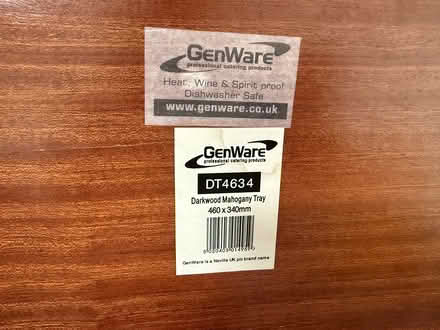 GenWare
professional catering products
Heat, Wine & Spirit proof
Dishwasher Safe
www.genware.co.uk
GenWare
professional catering products
DT4634
Darkwood Mahogany Tray
460 x 340mm
GenWare is a Neville UK plc brand name